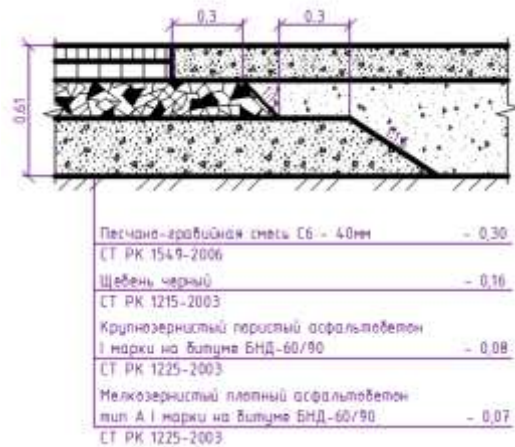 0,3 0,3
0,61
Песчано-гравийная смесь С6 - 40мм - 0,30
СТ РК 1549-2006
Щебень черный - 0,16
СТ РК 1215-2003
Крупнозернистый пористый асфальтобетон
I марки на битуме БНД-60/90 - 0,08
СТ РК 1225-2003
Мелкозернистый плотный асфальтобетон
тип А I марки на битуме БНД-60/90 - 0,07
СТ РК 1225-2003